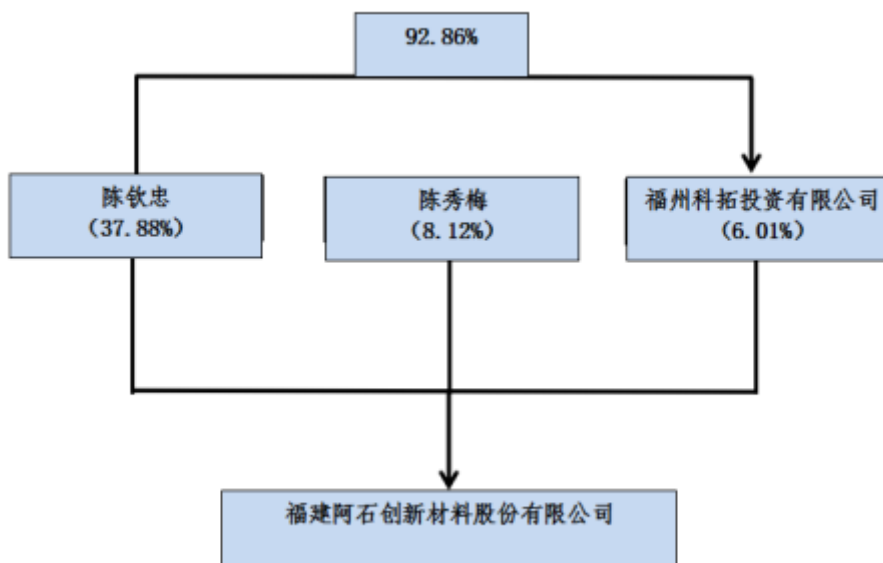 92.86%
陈钦忠
（37.88%）
陈秀梅
（8.12%）
福州科拓投资有限公司
（6.01%）
福建阿石创新材料股份有限公司